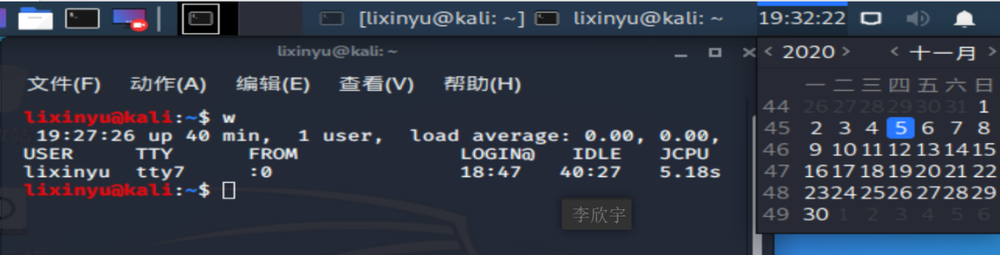 [lixinyu@kali: ~] lixinyu@kali: ~ 19:32:22
lixinyu@kali: ~
文件(F) 动作(A) 编辑(E) 查看(V) 帮助(H)
lixinyu@kali:~$ w
19:27:26 up 40 min, 1 user, load average: 0.00, 0.00,
USER TTY FROM LOGIN@ IDLE JCPU
lixinyu tty7 :0 18:47 40:27 5.18s
lixinyu@kali:~$
李欣宇
< 2020 > < 十一月 >
一 二 三 四 五 六 日
44 26 27 28 29 30 31 1
45 2 3 4 5 6 7 8
46 9 10 11 12 13 14 15
47 16 17 18 19 20 21 22
48 23 24 25 26 27 28 29
49 30 1 2 3 4 5 6